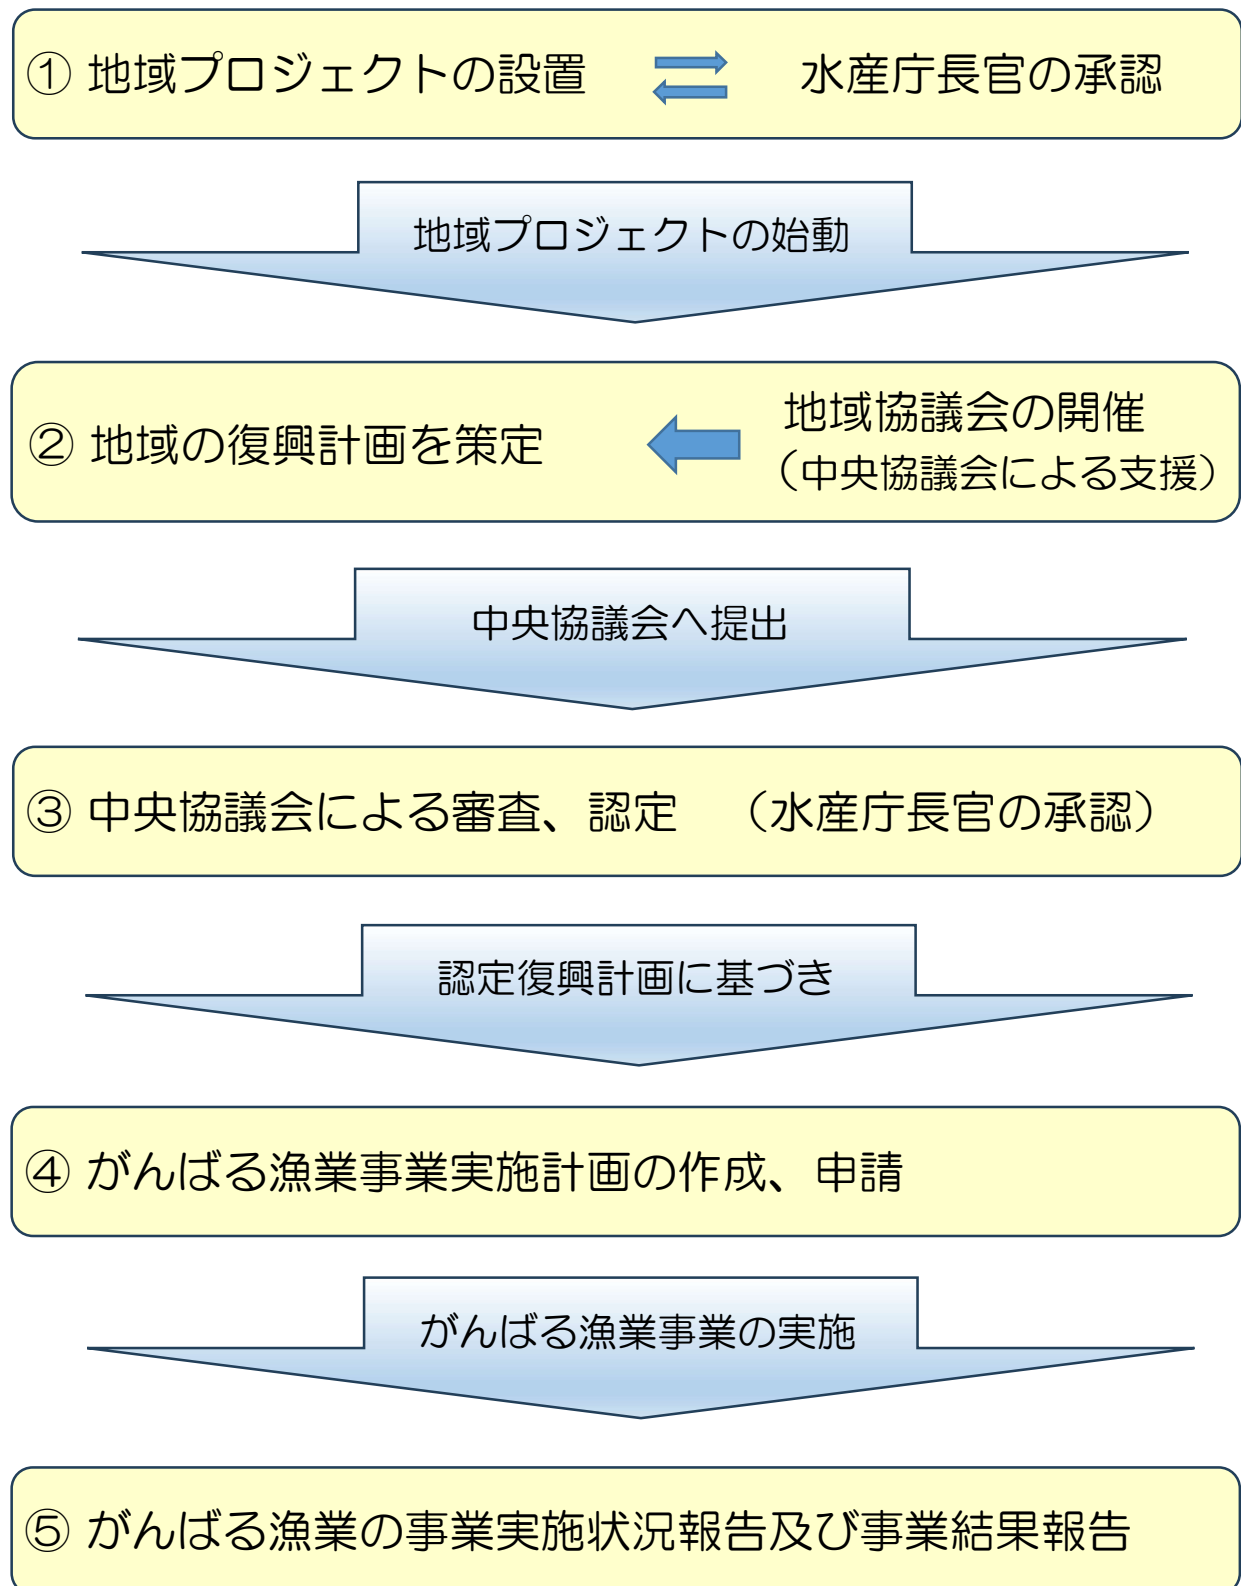 ① 地域プロジェクトの設置 水産庁長官の承認
地域プロジェクトの始動
② 地域の復興計画を策定
地域協議会の開催
（中央協議会による支援）
中央協議会へ提出
③ 中央協議会による審査、認定 （水産庁長官の承認）
認定復興計画に基づき
④ がんばる漁業事業実施計画の作成、申請
がんばる漁業事業の実施
⑤ がんばる漁業の事業実施状況報告及び事業結果報告